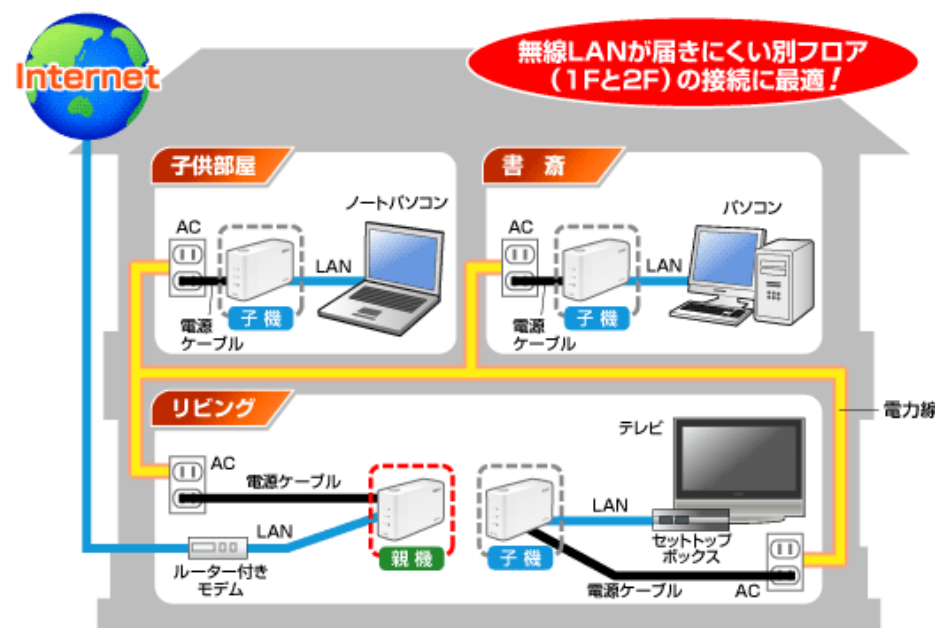 Internet
無線LANが届きにくい別フロア
(1Fと2F)の接続に最適!
子供部屋
AC
ノートパソコン
LAN
子機
電源
ケーブル
書斎
AC
パソコン
LAN
子機
電源
ケーブル
電力線
リビング
AC
電源ケーブル
LAN
ルーター付き
モデム
親機
テレビ
LAN
子機
セットトップ
ボックス
電源ケーブル
AC